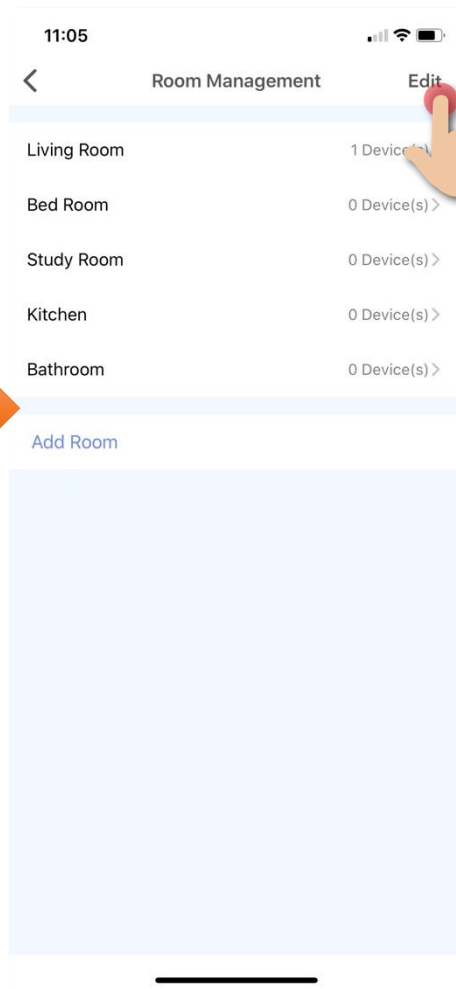 11:05
Room Management Edit
Living Room 1 Device(s)
Bed Room 0 Device(s) >
Study Room 0 Device(s) >
Kitchen 0 Device(s) >
Bathroom 0 Device(s) >
Add Room